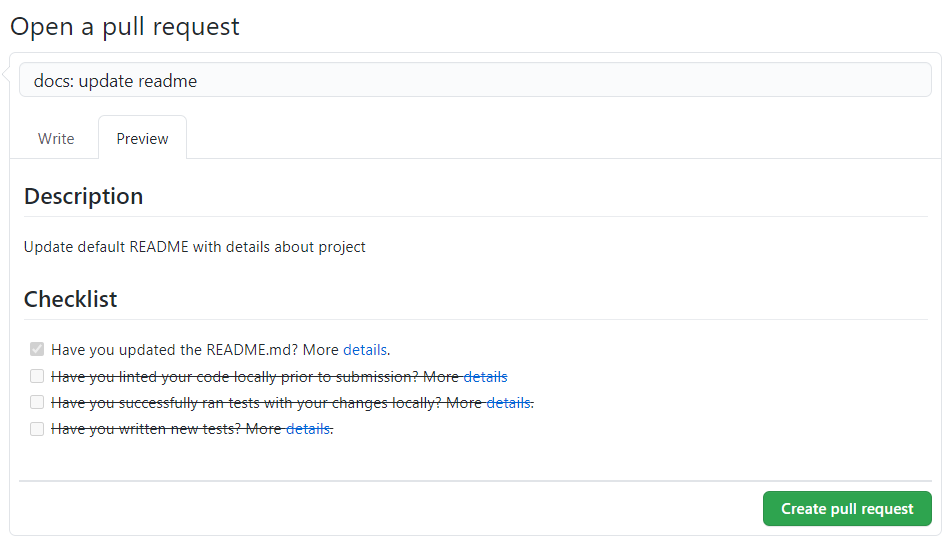 Open a pull request
docs: update readme
Write Preview
Description
Update default README with details about project
Checklist
Have you updated the README.md? More details.
Have you linted your code locally prior to submission? More details
Have you successfully ran tests with your changes locally? More details.
Have you written new tests? More details.
Create pull request